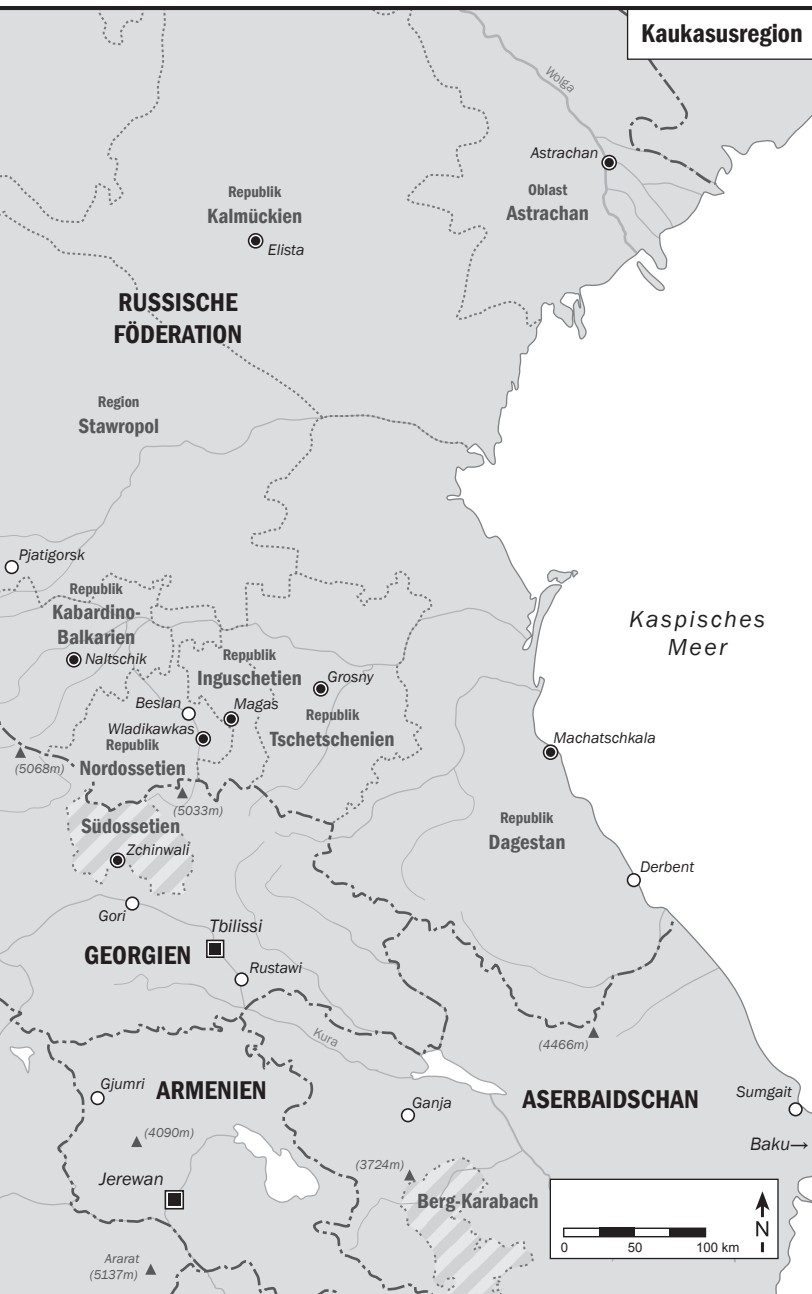 Kaukasusregion
Wolga
Astrachan
Oblast
Astrachan
Republik
Kalmückien
Elista
RUSSISCHE
FÖDERATION
Region
Stawropol
Pjatigorsk
Republik
Kabardino-
Balkarien
Naltschik
Kaspisches
Meer
Republik
Inguschetien
Grosny
Beslan
Magas
Wladikawkas
Republik
Nordossetien
Republik
Tschetschenien
Machatschkala
(5068m)
(5033m)
Südossetien
Zchinwali
Republik
Dagestan
Derbent
Gori
Tbilissi
GEORGIEN
Rustawi
Kura
(4466m)
Gjumri
ARMENIEN
Ganja
ASERBAIDSCHAN
Sumgait
Baku→
(4090m)
(3724m)
Jerewan
Berg-Karabach
Ararat
(5137m)
N
0 50 100 km